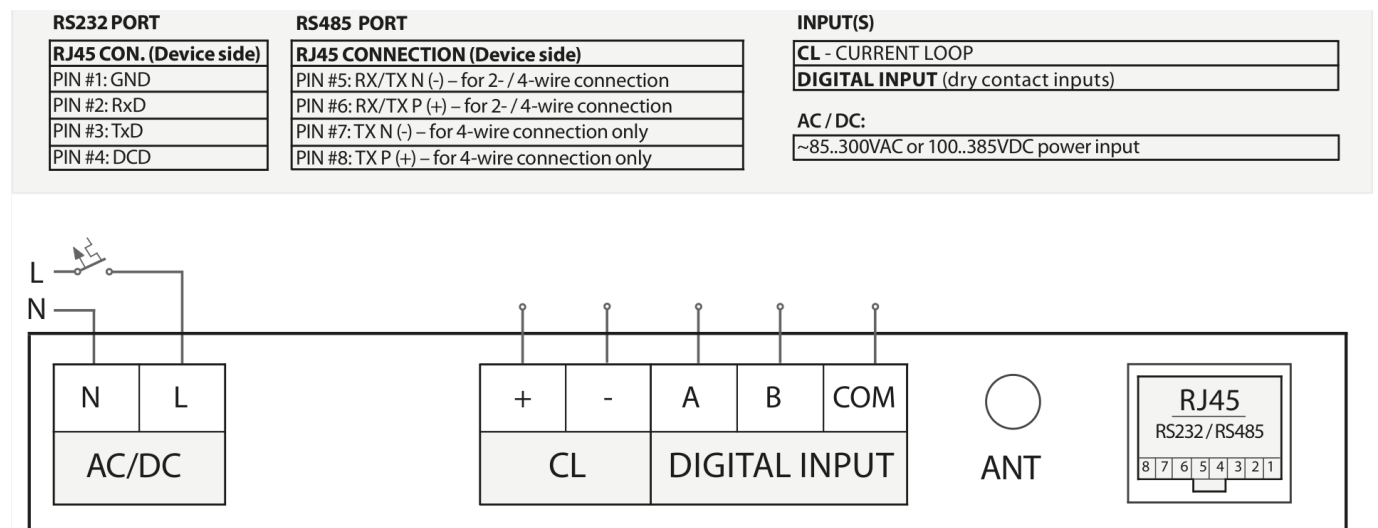 RS232 PORT
RJ45 CON. (Device side)
PIN #1: GND
PIN #2: RxD
PIN #3: TxD
PIN #4: DCD
RS485 PORT
RJ45 CONNECTION (Device side)
PIN #5: RX/TX N (-) – for 2- / 4-wire connection
PIN #6: RX/TX P (+) – for 2- / 4-wire connection
PIN #7: TX N (-) – for 4-wire connection only
PIN #8: TX P (+) – for 4-wire connection only
INPUT(S)
CL - CURRENT LOOP
DIGITAL INPUT (dry contact inputs)
AC / DC:
~85..300VAC or 100..385VDC power input
L
N
N L
AC/DC
+ -
CL
A B COM
DIGITAL INPUT
ANT
RJ45
RS232 / RS485
8 7 6 5 4 3 2 1